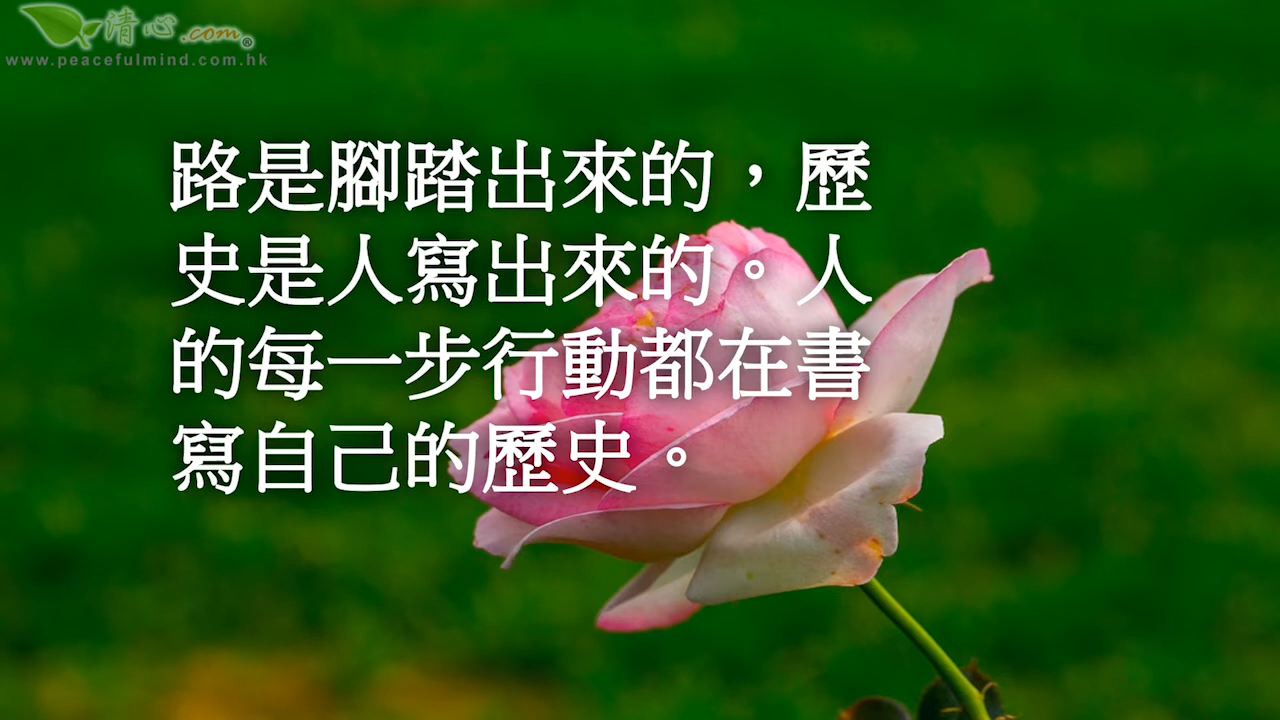 清心.com®
www.peacefulmind.com.hk
路是腳踏出來的，歷
史是人寫出來的。人
的每一步行動都在書
寫自己的歷史。